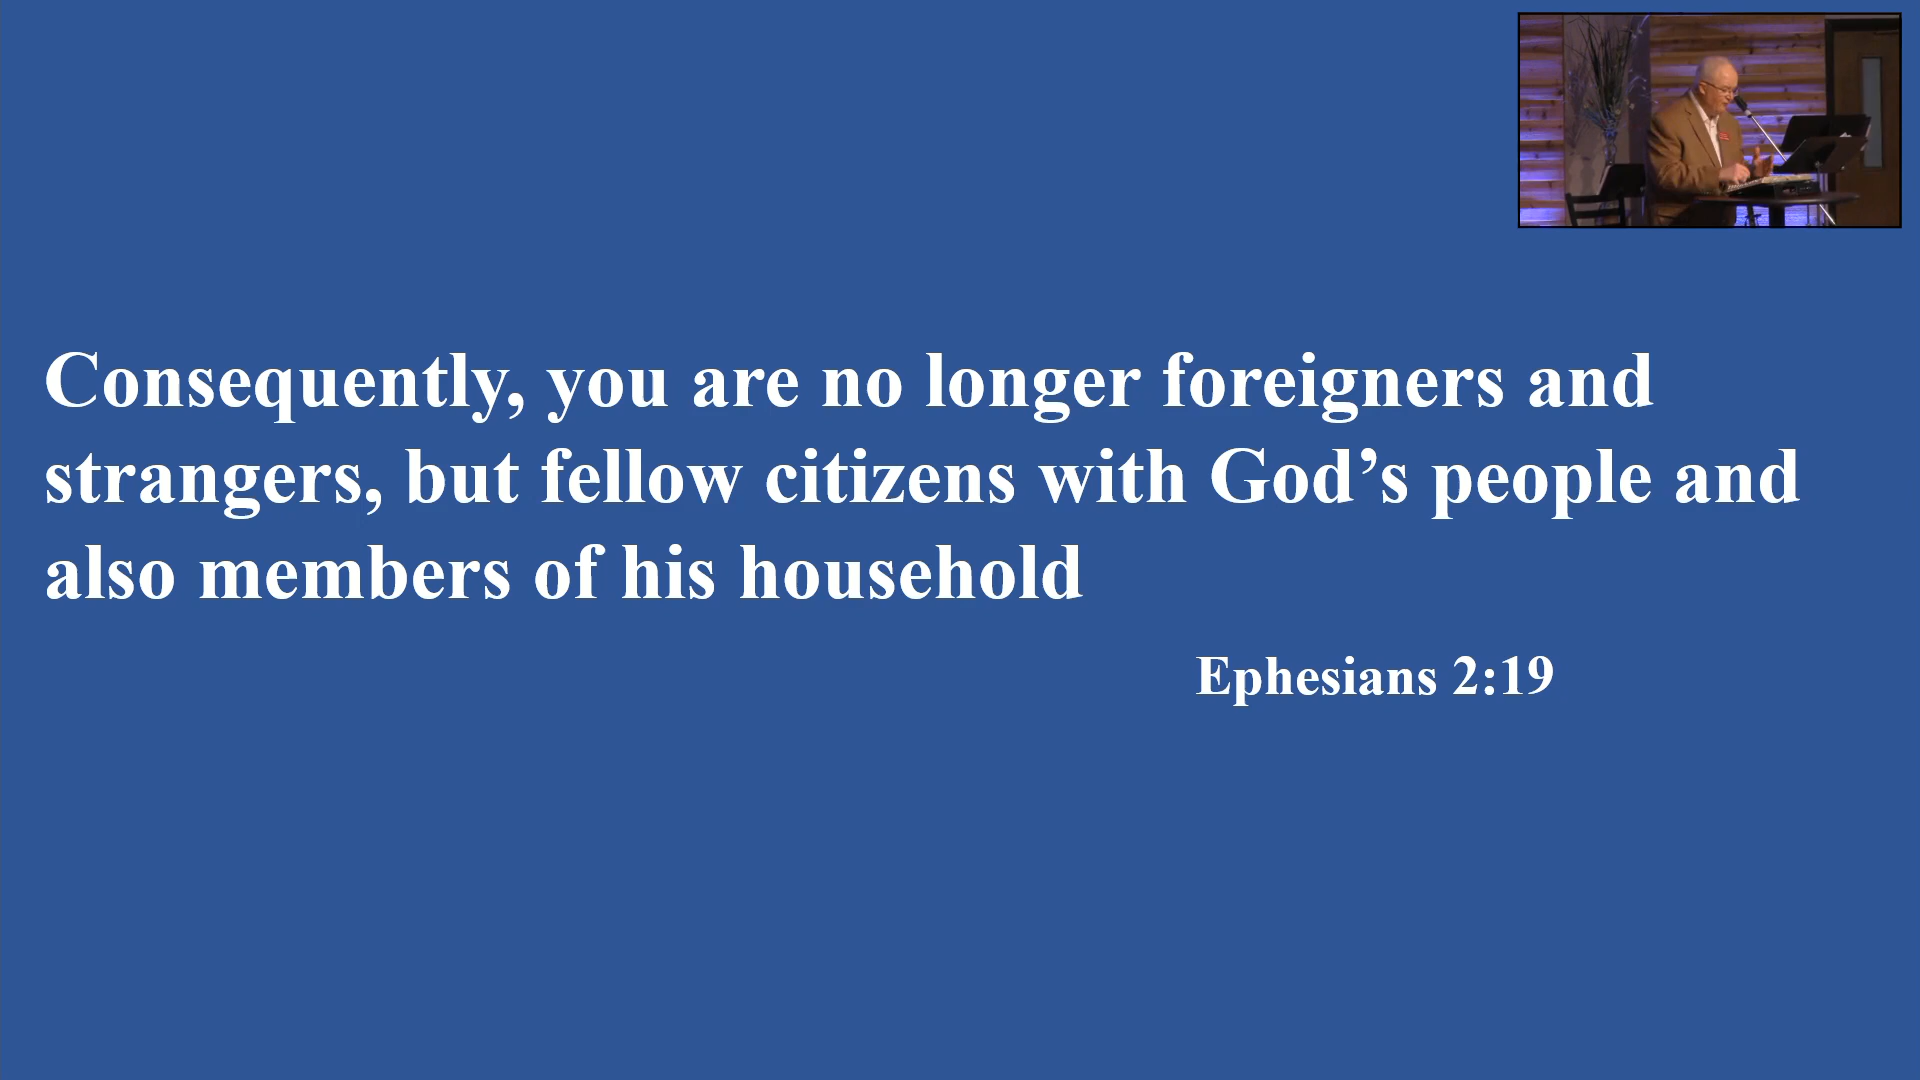 Consequently, you are no longer foreigners and
strangers, but fellow citizens with God’s people and
also members of his household
Ephesians 2:19